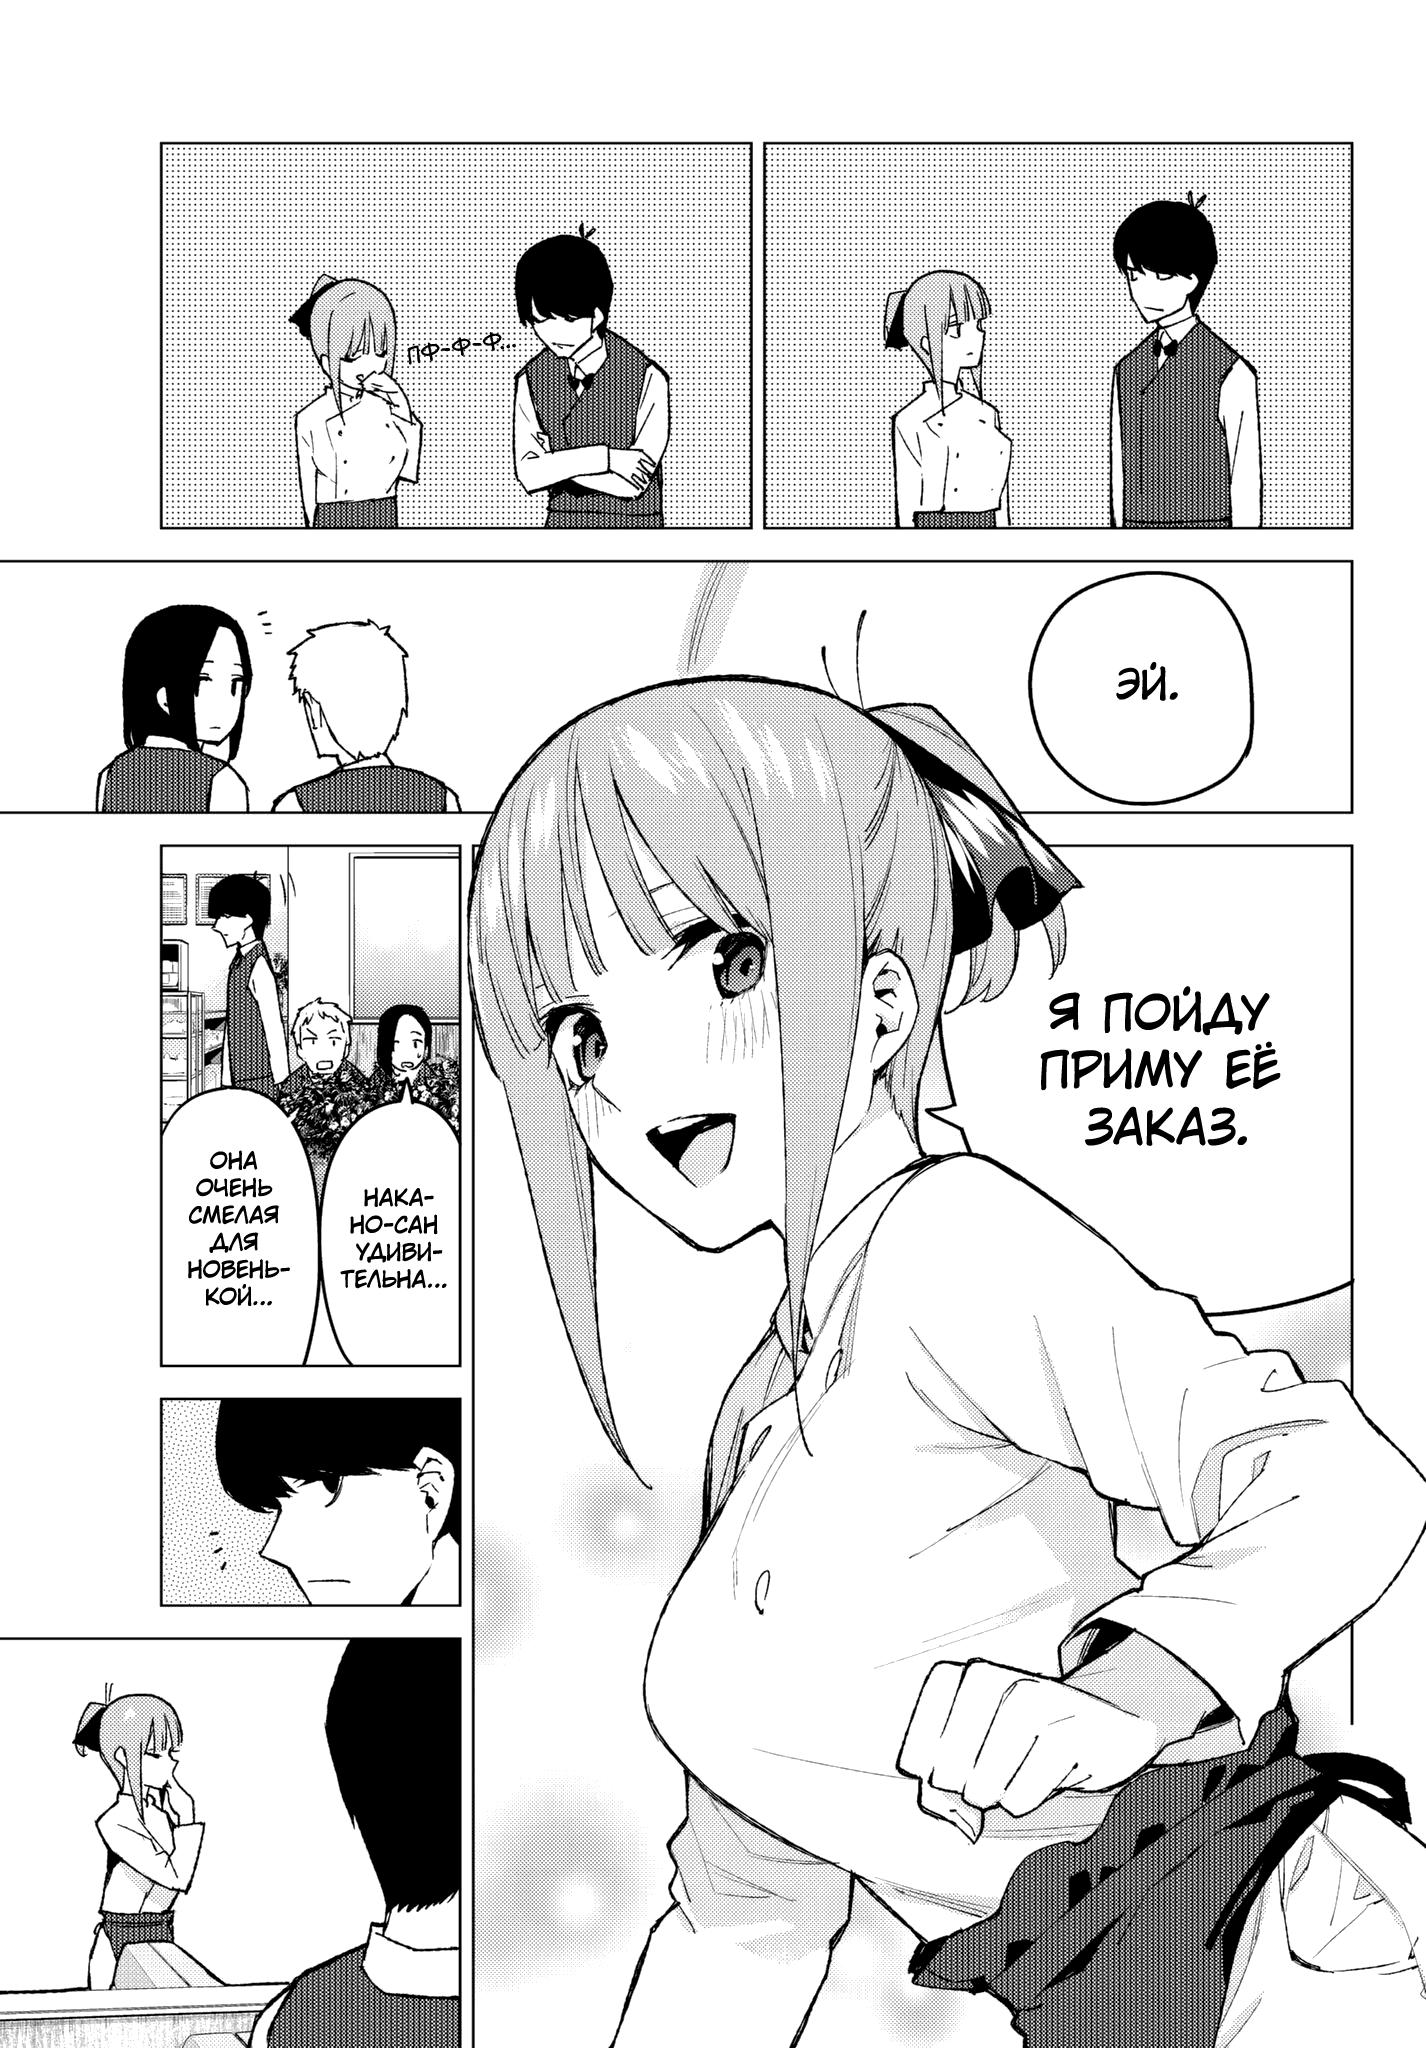 ПФ-Ф-Ф...
ЭЙ.
Я ПОЙДУ
ПРИМУ ЕЁ
ЗАКАЗ.
НАКА-
НО-САН
УДИВИ-
ТЕЛЬНА...
ОНА
ОЧЕНЬ
СМЕЛАЯ
ДЛЯ
НОВЕНЬ-
КОЙ...